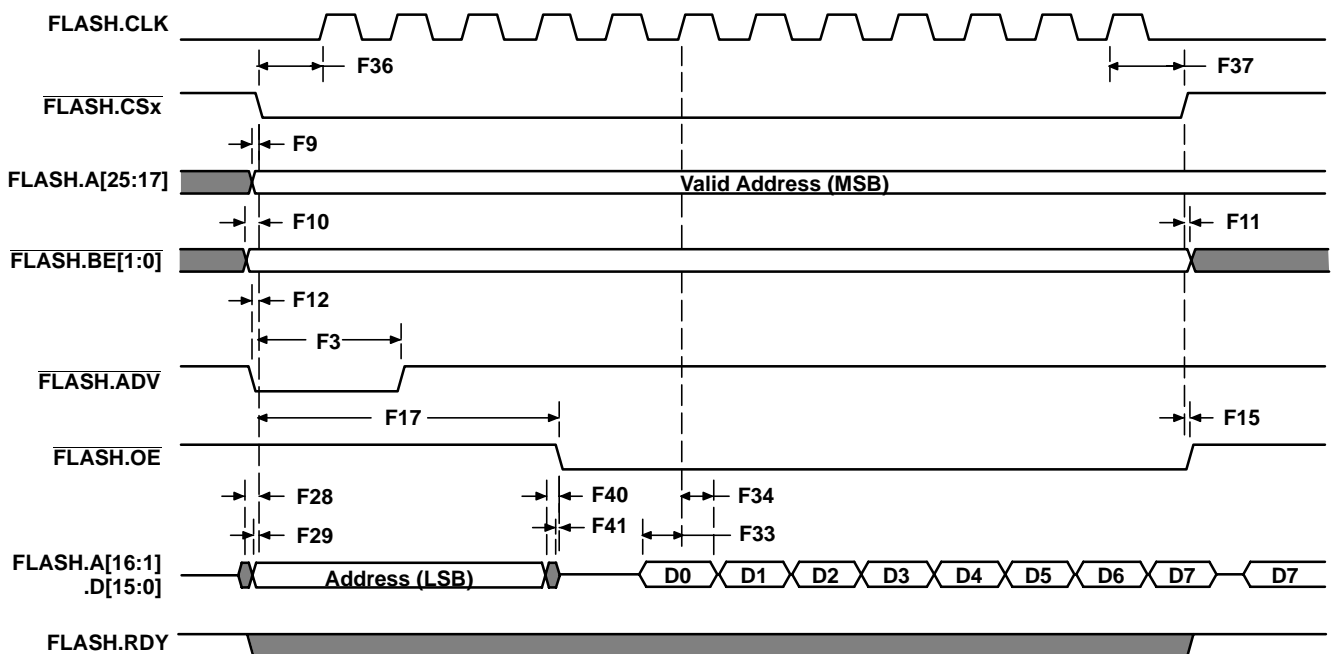 FLASH.CLK
F36
F37
FLASH.CSx
F9
FLASH.A[25:17]
Valid Address (MSB)
F10
F11
FLASH.BE[1:0]
F12
F3
FLASH.ADV
F17
F15
FLASH.OE
F28
F40
F34
F29
F41
F33
FLASH.A[16:1]
.D[15:0]
Address (LSB)
D0
D1
D2
D3
D4
D5
D6
D7
D7
FLASH.RDY